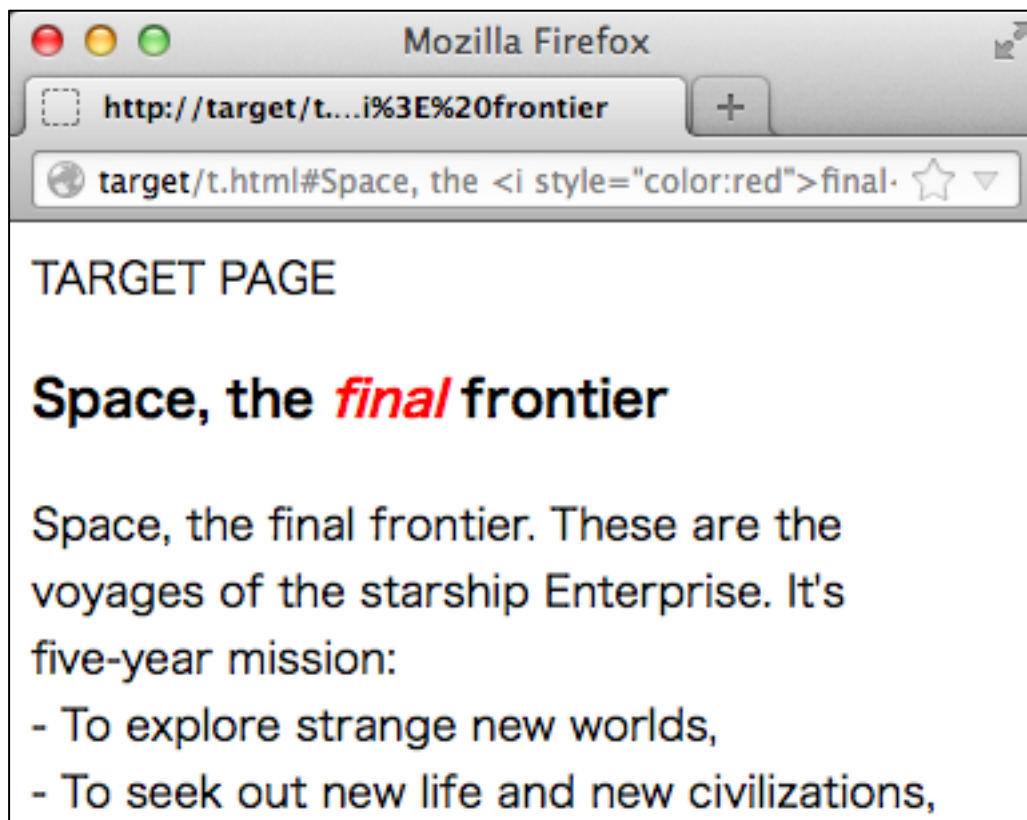 Mozilla Firefox
http://target/t....i%3E%20frontier
target/t.html#Space, the <i style="color:red">final
TARGET PAGE
Space, the final frontier
Space, the final frontier. These are the
voyages of the starship Enterprise. It's
five-year mission:
- To explore strange new worlds,
- To seek out new life and new civilizations,